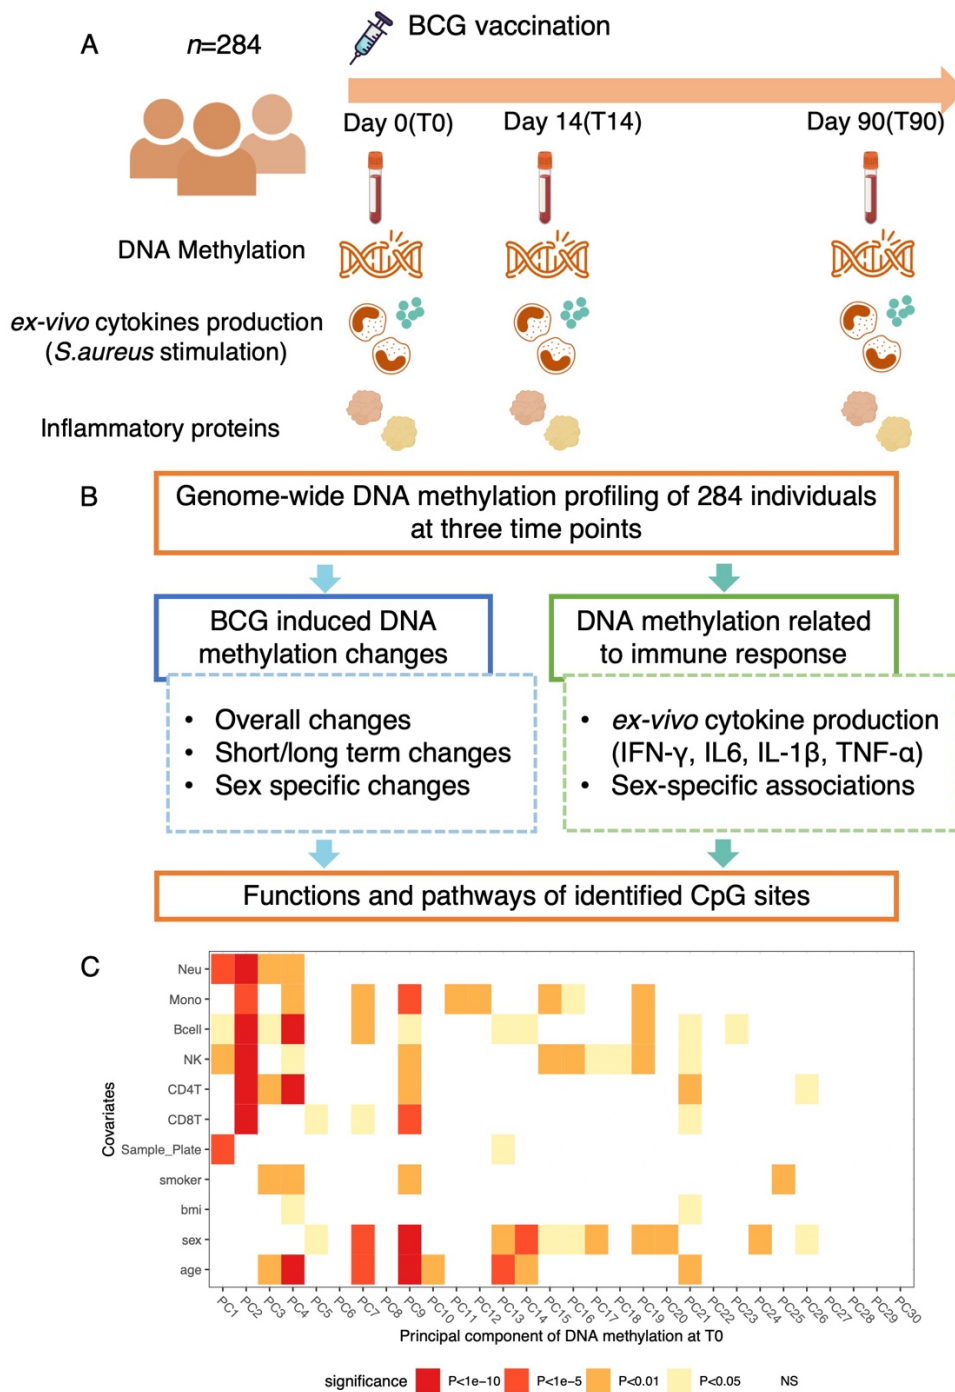 A
n=284
BCG vaccination
Day 0(T0)
Day 14(T14)
Day 90(T90)
DNA Methylation
ex-vivo cytokines production
(S.aureus stimulation)
Inflammatory proteins
B
Genome-wide DNA methylation profiling of 284 individuals
at three time points
BCG induced DNA
methylation changes
• Overall changes
• Short/long term changes
• Sex specific changes
DNA methylation related
to immune response
• ex-vivo cytokine production
(IFN-γ, IL6, IL-1β, TNF-α)
• Sex-specific associations
Functions and pathways of identified CpG sites
C
Covariates
Neu
Mono
Bcell
NK
CD4T
CD8T
Sample_Plate
smoker
bmi
sex
age
PC1 PC2 PC3 PC4 PC5 PC6 PC7 PC8 PC9 PC10 PC11 PC12 PC13 PC14 PC15 PC16 PC17 PC18 PC19 PC20 PC21 PC22 PC23 PC24 PC25 PC26 PC27 PC28 PC29 PC30
Principal component of DNA methylation at T0
significance P<1e-10 P<1e-5 P<0.01 P<0.05 NS